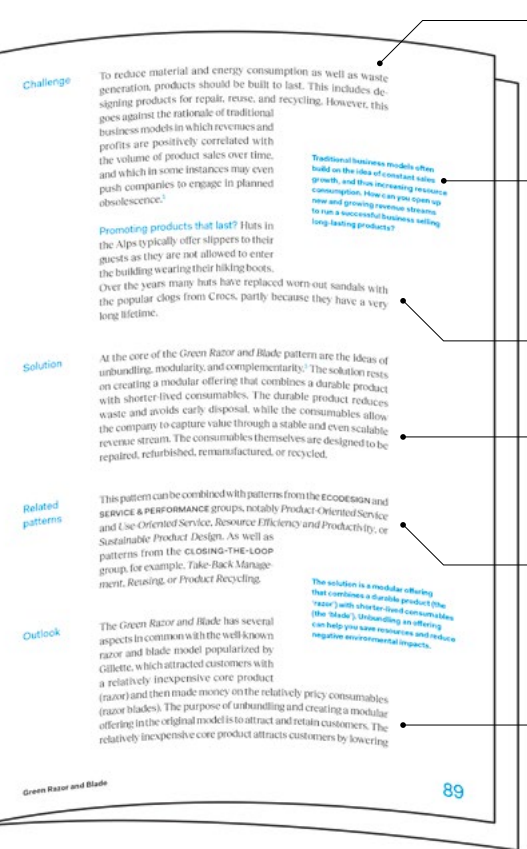 Challenge
To reduce material and energy consumption as well as waste
generation, products should be built to last. This includes de-
signing products for repair, reuse, and recycling. However, this
goes against the rationale of traditional
business models in which revenues and
profits are positively correlated with
the volume of product sales over time,
and which in some instances may even
push companies to engage in planned
obsolescence.
Traditional business models often
build on the idea of constant sales
growth, and thus increasing resource
consumption. How can you open up
new and growing revenue streams
to run a successful business selling
long-lasting products?
Promoting products that last? Huts in
the Alps typically offer slippers to their
guests as they are not allowed to enter
the building wearing their hiking boots.
Over the years many huts have replaced worn-out sandals with
the popular clogs from Crocs, partly because they have a very
long lifetime.
Solution
At the core of the Green Razor and Blade pattern are the ideas of
unbundling, modularity, and complementarity. The solution rests
on creating a modular offering that combines a durable product
with shorter-lived consumables. The durable product reduces
waste and avoids early disposal, while the consumables allow
the company to capture value through a stable and even scalable
revenue stream. The consumables themselves are designed to be
repaired, refurbished, remanufactured, or recycled.
Related
patterns
This pattern can be combined with patterns from the ECODESIGN and
SERVICE & PERFORMANCE groups, notably Product-Oriented Service
and Use-Oriented Service, Resource Efficiency and Productivity, or
Sustainable Product Design. As well as
patterns from the CLOSING-THE-LOOP
group, for example, Take-Back Manage-
ment, Reusing, or Product Recycling.
The solution is a modular offering
that combines a durable product (the
'razor') with shorter-lived consumables
(the 'blade'). Unbundling an offering
can help you save resources and reduce
negative environmental impacts.
Outlook
The Green Razor and Blade has several
aspects in common with the well-known
razor and blade model popularized by
Gillette, which attracted customers with
a relatively inexpensive core product
(razor) and then made money on the relatively pricy consumables
(razor blades). The purpose of unbundling and creating a modular
offering in the original model is to attract and retain customers. The
relatively inexpensive core product attracts customers by lowering
Green Razor and Blade
89